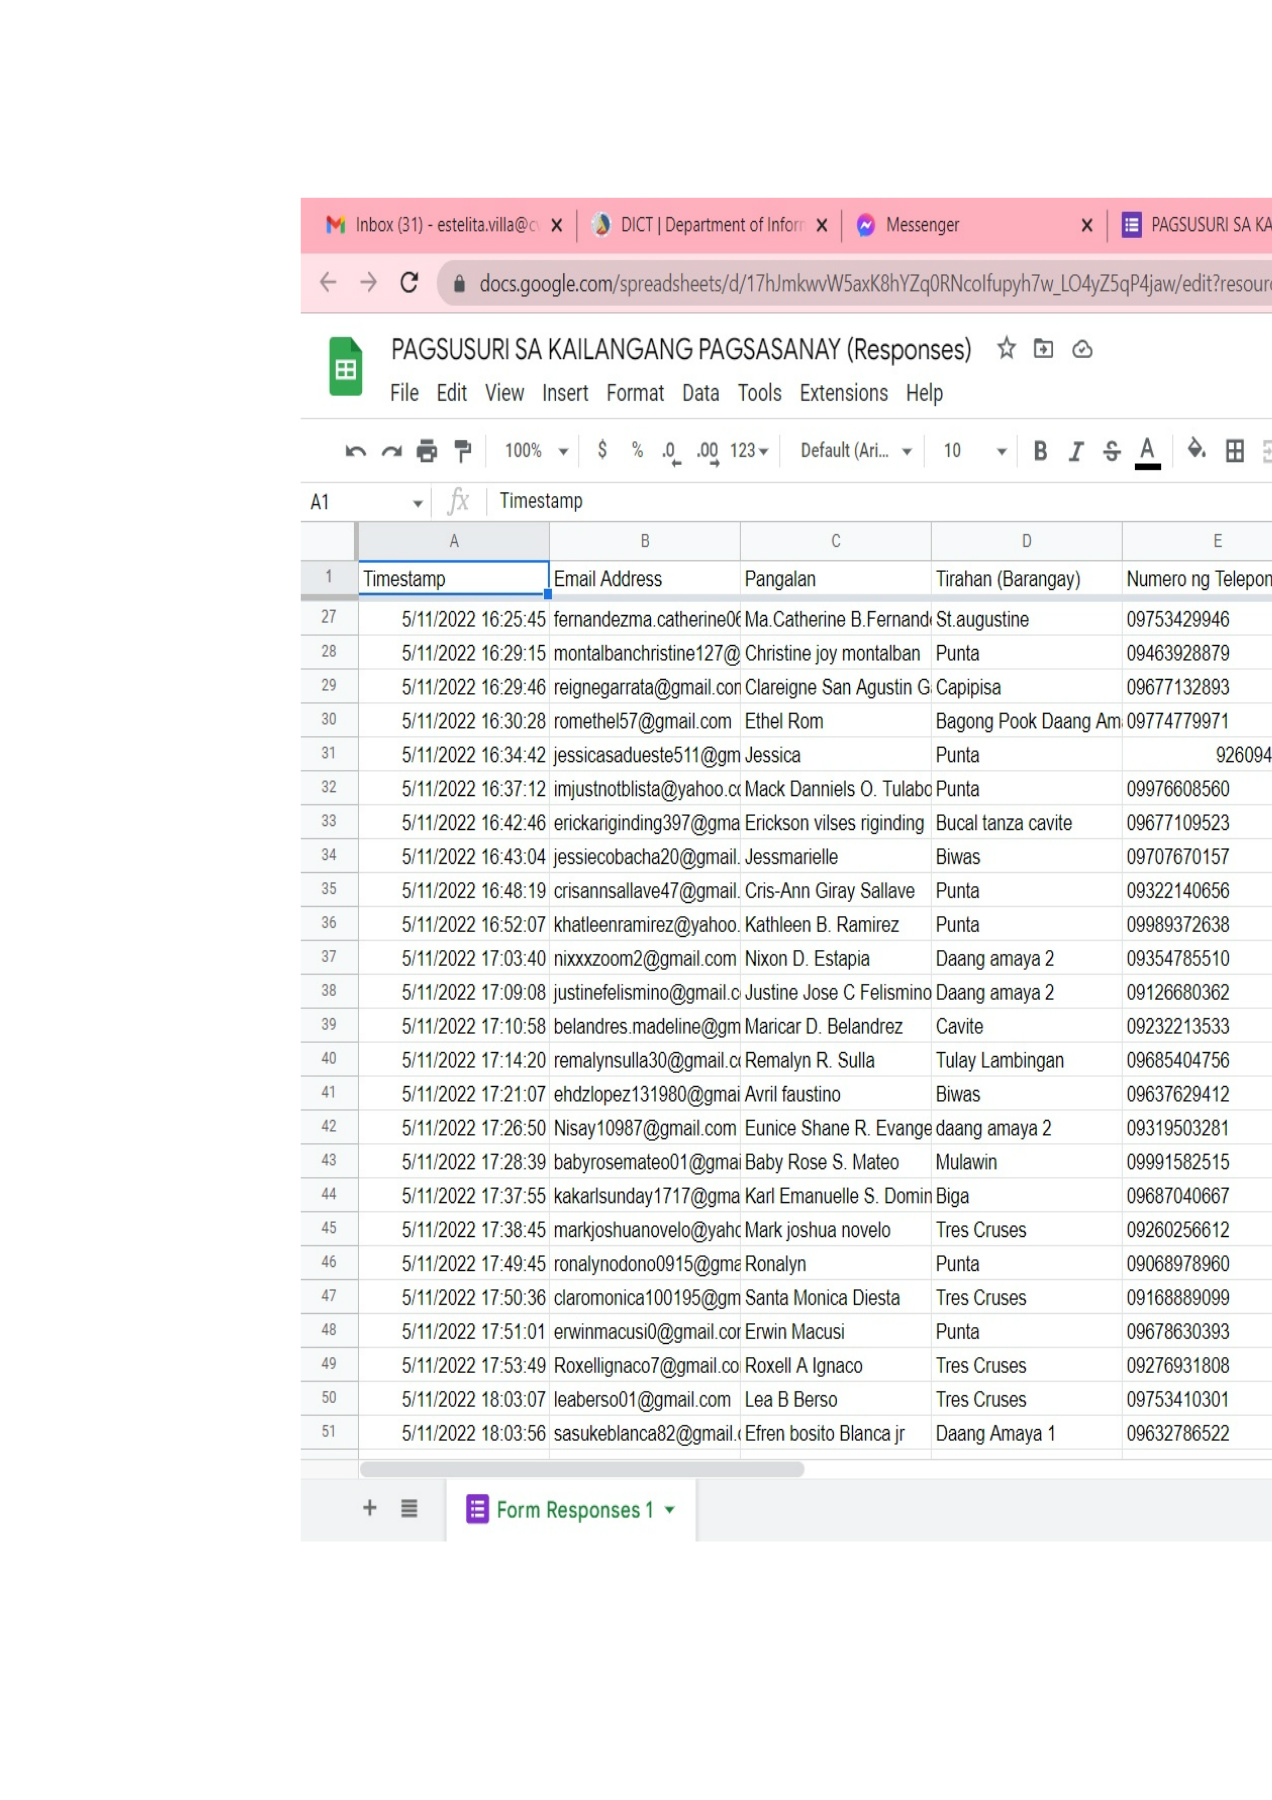 Inbox (31) - estelita.villa@cv DICT | Department of Inform Messenger PAGSUSURI SA KA
docs.google.com/spreadsheets/d/17hJmkwvW5axK8hYZq0RNcoIfupyh7w_LO4yZ5qP4jaw/edit?resour
PAGSUSURI SA KAILANGANG PAGSASANAY (Responses)
File Edit View Insert Format Data Tools Extensions Help
100% $ % .0 .00 123 Default (Ari... 10 B I S A
A1 fx Timestamp
A B C D E
1 Timestamp Email Address Pangalan Tirahan (Barangay) Numero ng Telepon
27 5/11/2022 16:25:45 fernandezma.catherine06 Ma.Catherine B.Fernande St.augustine 09753429946
28 5/11/2022 16:29:15 montalbanchristine127@ Christine joy montalban Punta 09463928879
29 5/11/2022 16:29:46 reignegarrata@gmail.com Clareigne San Agustin G Capipisa 09677132893
30 5/11/2022 16:30:28 romethel57@gmail.com Ethel Rom Bagong Pook Daang Am 09774779971
31 5/11/2022 16:34:42 jessicasadueste511@gm Jessica Punta 926094
32 5/11/2022 16:37:12 imjustnotblista@yahoo.co Mack Danniels O. Tulabo Punta 09976608560
33 5/11/2022 16:42:46 erickariginding397@gma Erickson vilses riginding Bucal tanza cavite 09677109523
34 5/11/2022 16:43:04 jessiecobacha20@gmail. Jessmarielle Biwas 09707670157
35 5/11/2022 16:48:19 crisannsallave47@gmail. Cris-Ann Giray Sallave Punta 09322140656
36 5/11/2022 16:52:07 khatleenramirez@yahoo. Kathleen B. Ramirez Punta 09989372638
37 5/11/2022 17:03:40 nixxxzoom2@gmail.com Nixon D. Estapia Daang amaya 2 09354785510
38 5/11/2022 17:09:08 justinefelismino@gmail.c Justine Jose C Felismino Daang amaya 2 09126680362
39 5/11/2022 17:10:58 belandres.madeline@gm Maricar D. Belandrez Cavite 09232213533
40 5/11/2022 17:14:20 remalynsulla30@gmail.co Remalyn R. Sulla Tulay Lambingan 09685404756
41 5/11/2022 17:21:07 ehdzlopez131980@gmai Avril faustino Biwas 09637629412
42 5/11/2022 17:26:50 Nisay10987@gmail.com Eunice Shane R. Evange daang amaya 2 09319503281
43 5/11/2022 17:28:39 babyrosemateo01@gmai Baby Rose S. Mateo Mulawin 09991582515
44 5/11/2022 17:37:55 kakarlsunday1717@gma Karl Emanuelle S. Domin Biga 09687040667
45 5/11/2022 17:38:45 markjoshuanovelo@yaho Mark joshua novelo Tres Cruses 09260256612
46 5/11/2022 17:49:45 ronalynodono0915@gma Ronalyn Punta 09068978960
47 5/11/2022 17:50:36 claromonica100195@gm Santa Monica Diesta Tres Cruses 09168889099
48 5/11/2022 17:51:01 erwinmacusi0@gmail.com Erwin Macusi Punta 09678630393
49 5/11/2022 17:53:49 Roxellignaco7@gmail.co Roxell A Ignaco Tres Cruses 09276931808
50 5/11/2022 18:03:07 leaberso01@gmail.com Lea B Berso Tres Cruses 09753410301
51 5/11/2022 18:03:56 sasukeblanca82@gmail.c Efren bosito Blanca jr Daang Amaya 1 09632786522
Form Responses 1